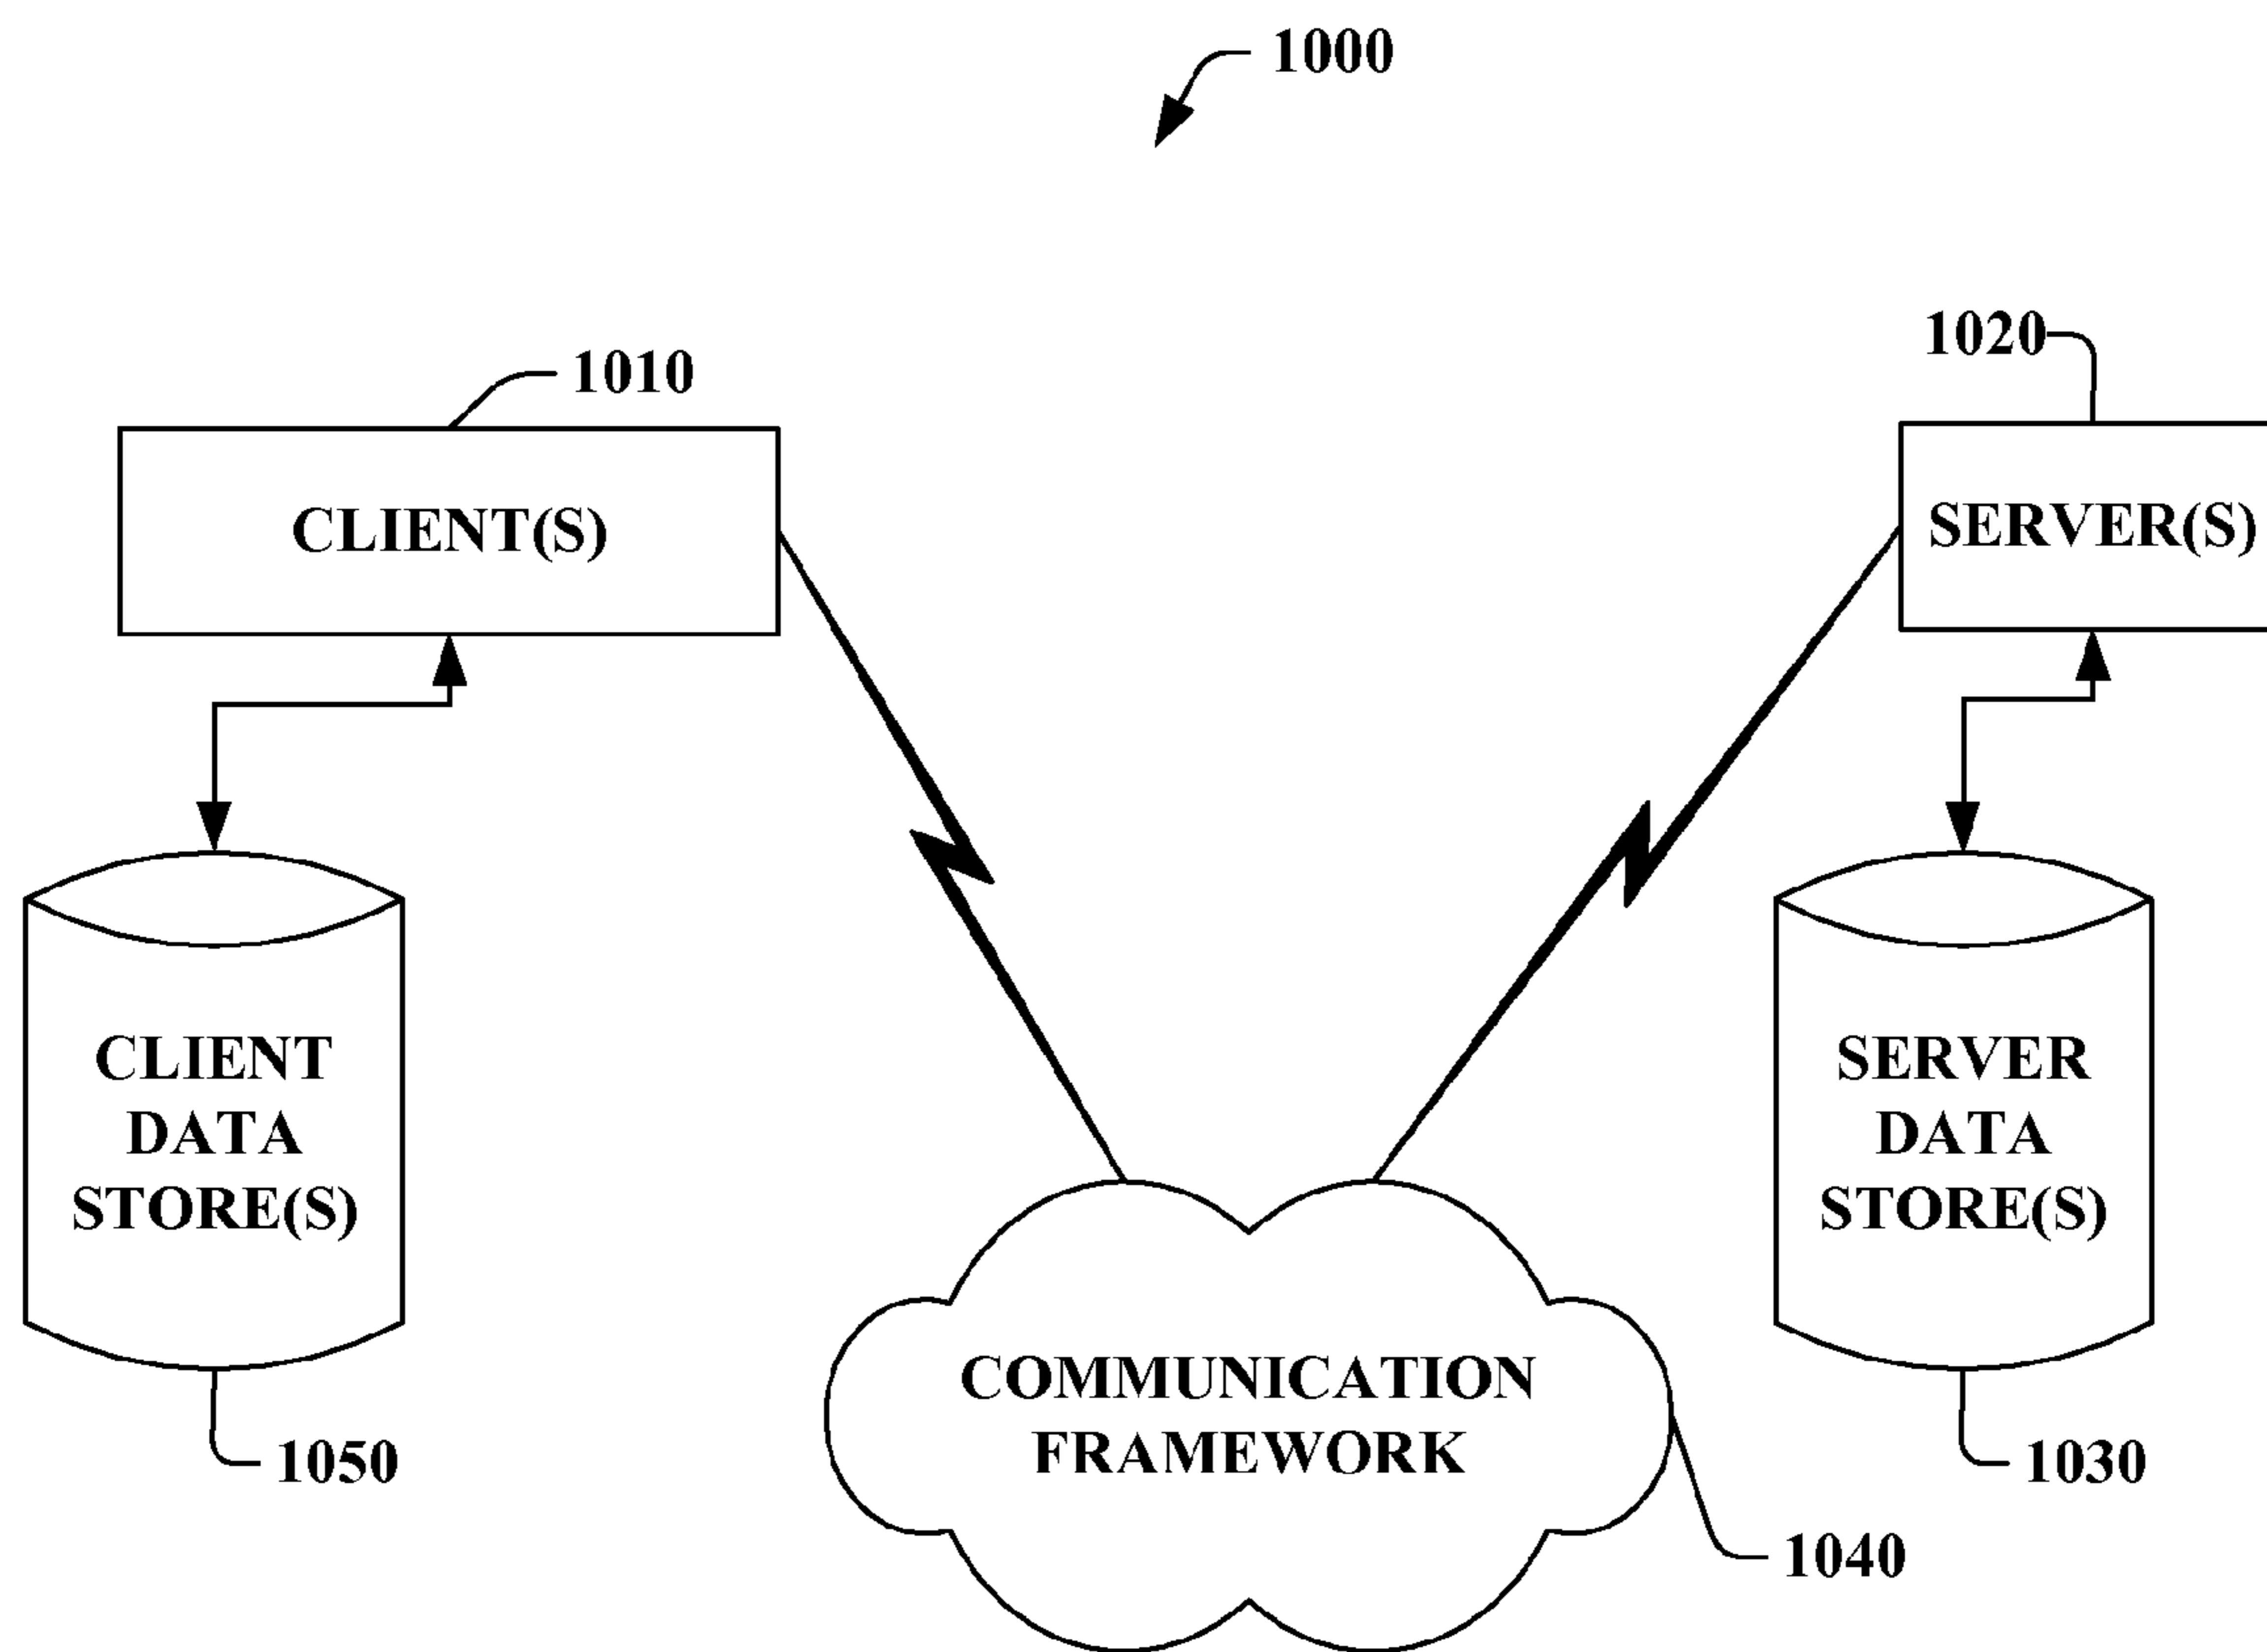 1000
1010
1020
CLIENT(S)
SERVER(S)
CLIENT
DATA
STORE(S)
SERVER
DATA
STORE(S)
COMMUNICATION
FRAMEWORK
1050
1030
1040